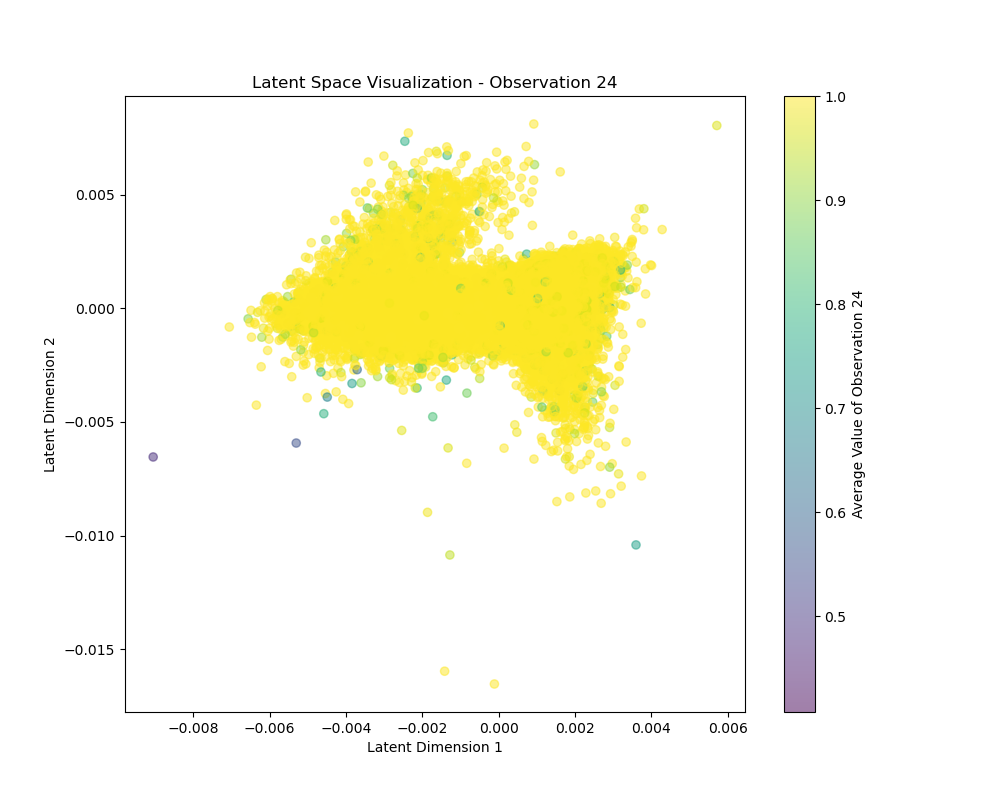 Latent Space Visualization - Observation 24
1.0
0.9
0.8
0.7
0.6
0.5
Average Value of Observation 24
0.005
0.000
−0.005
−0.010
−0.015
Latent Dimension 2
−0.008 −0.006 −0.004 −0.002 0.000 0.002 0.004 0.006
Latent Dimension 1